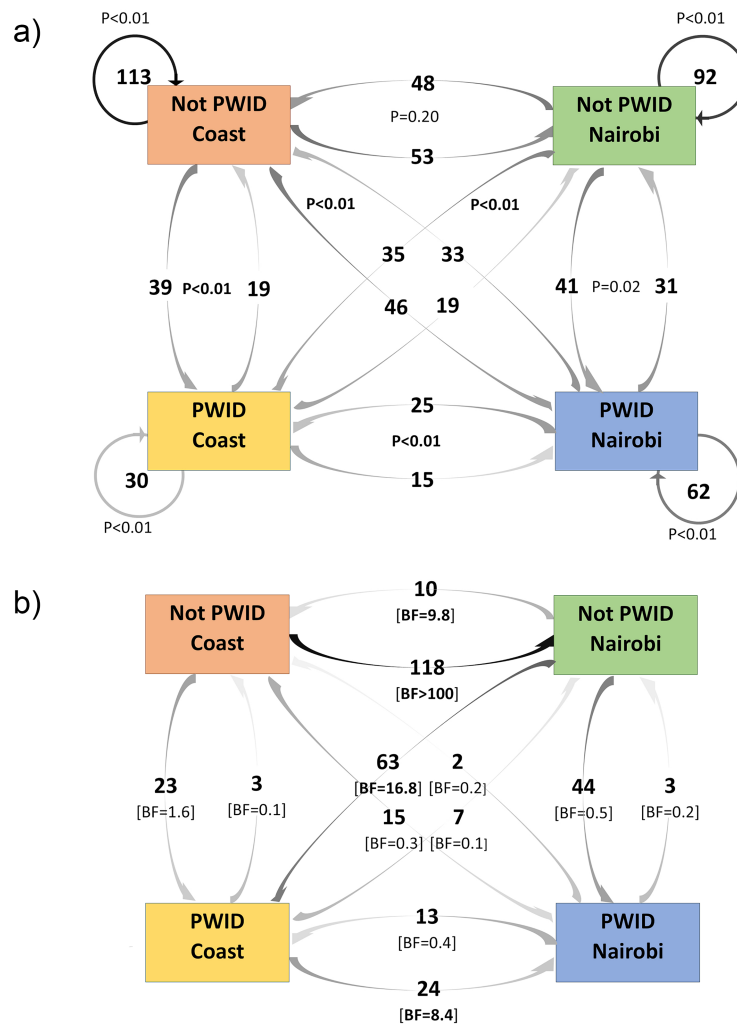 a)
P<0.01
P<0.01
113
92
48
Not PWID
Coast
Not PWID
Nairobi
P=0.20
53
P<0.01
P<0.01
35
33
39
P<0.01
19
41
P=0.02
31
46
19
PWID
Coast
25
PWID
Nairobi
P<0.01
30
15
62
P<0.01
P<0.01
b)
10
Not PWID
Coast
[BF=9.8]
Not PWID
Nairobi
118
[BF>100]
63
2
23
3
44
3
[BF=16.8]
[BF=0.2]
[BF=1.6]
[BF=0.1]
[BF=0.5]
[BF=0.2]
15
7
[BF=0.3]
[BF=0.1]
PWID
Coast
13
[BF=0.4]
PWID
Nairobi
24
[BF=8.4]